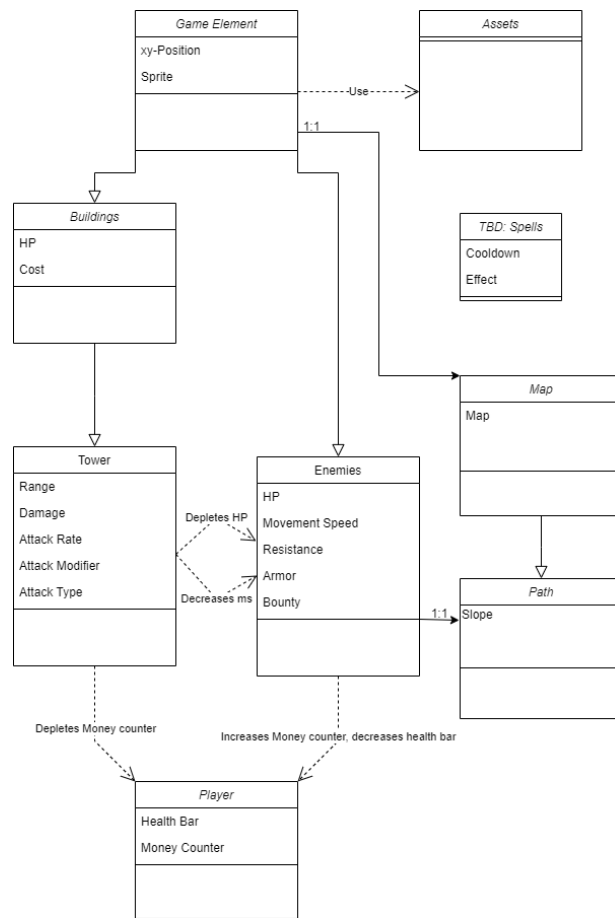 Game Element
xy-Position
Sprite
Assets
Use
1:1
Buildings
HP
Cost
TBD: Spells
Cooldown
Effect
Map
Map
Tower
Range
Damage
Attack Rate
Attack Modifier
Attack Type
Depletes HP
Decreases ms
Enemies
HP
Movement Speed
Resistance
Armor
Bounty
1:1
Path
Slope
Depletes Money counter
Increases Money counter, decreases health bar
Player
Health Bar
Money Counter